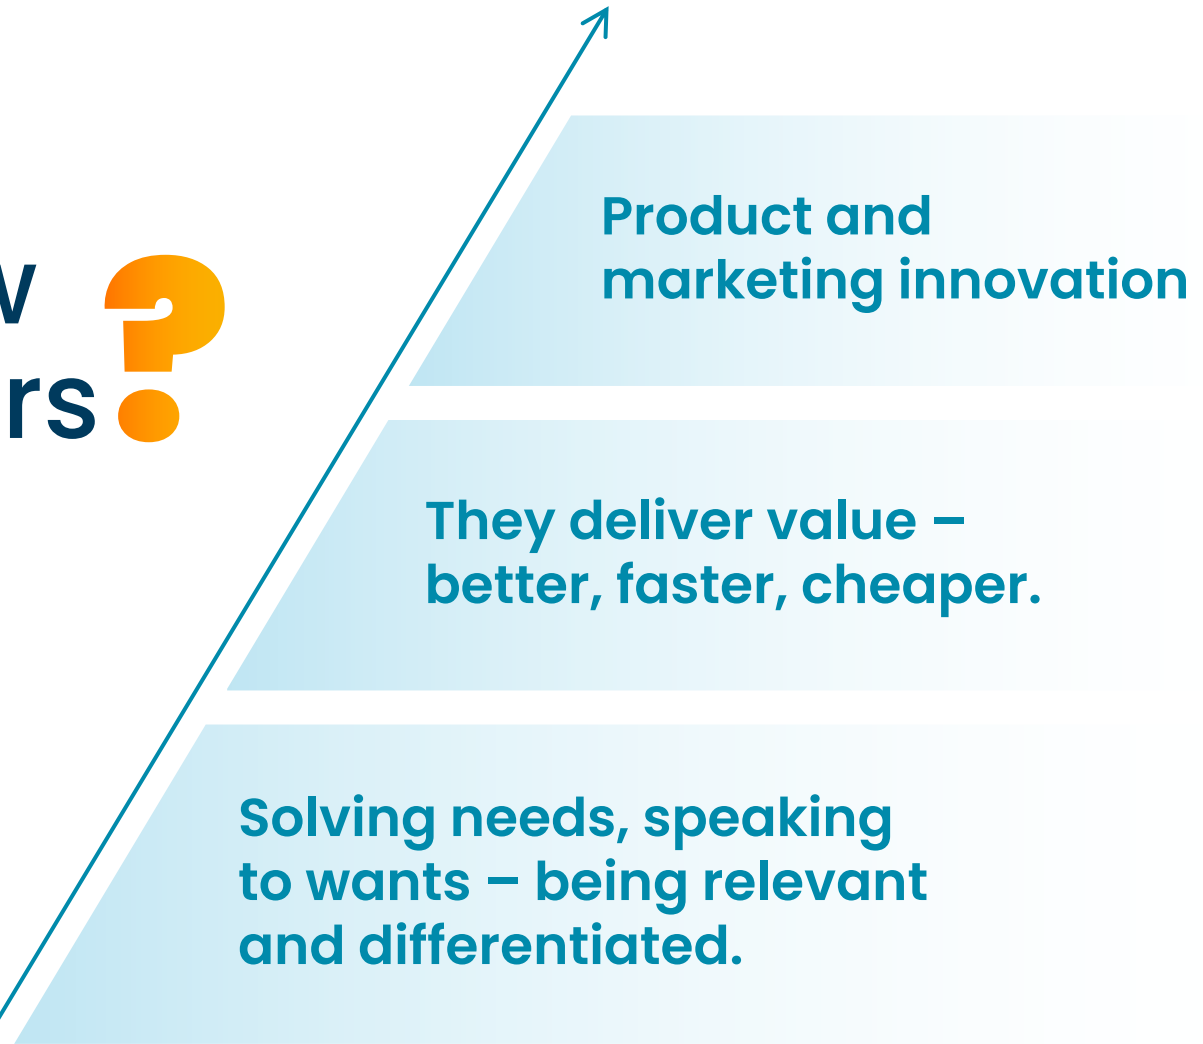 rs?
Product and
marketing innovation
They deliver value –
better, faster, cheaper.
Solving needs, speaking
to wants – being relevant
and differentiated.